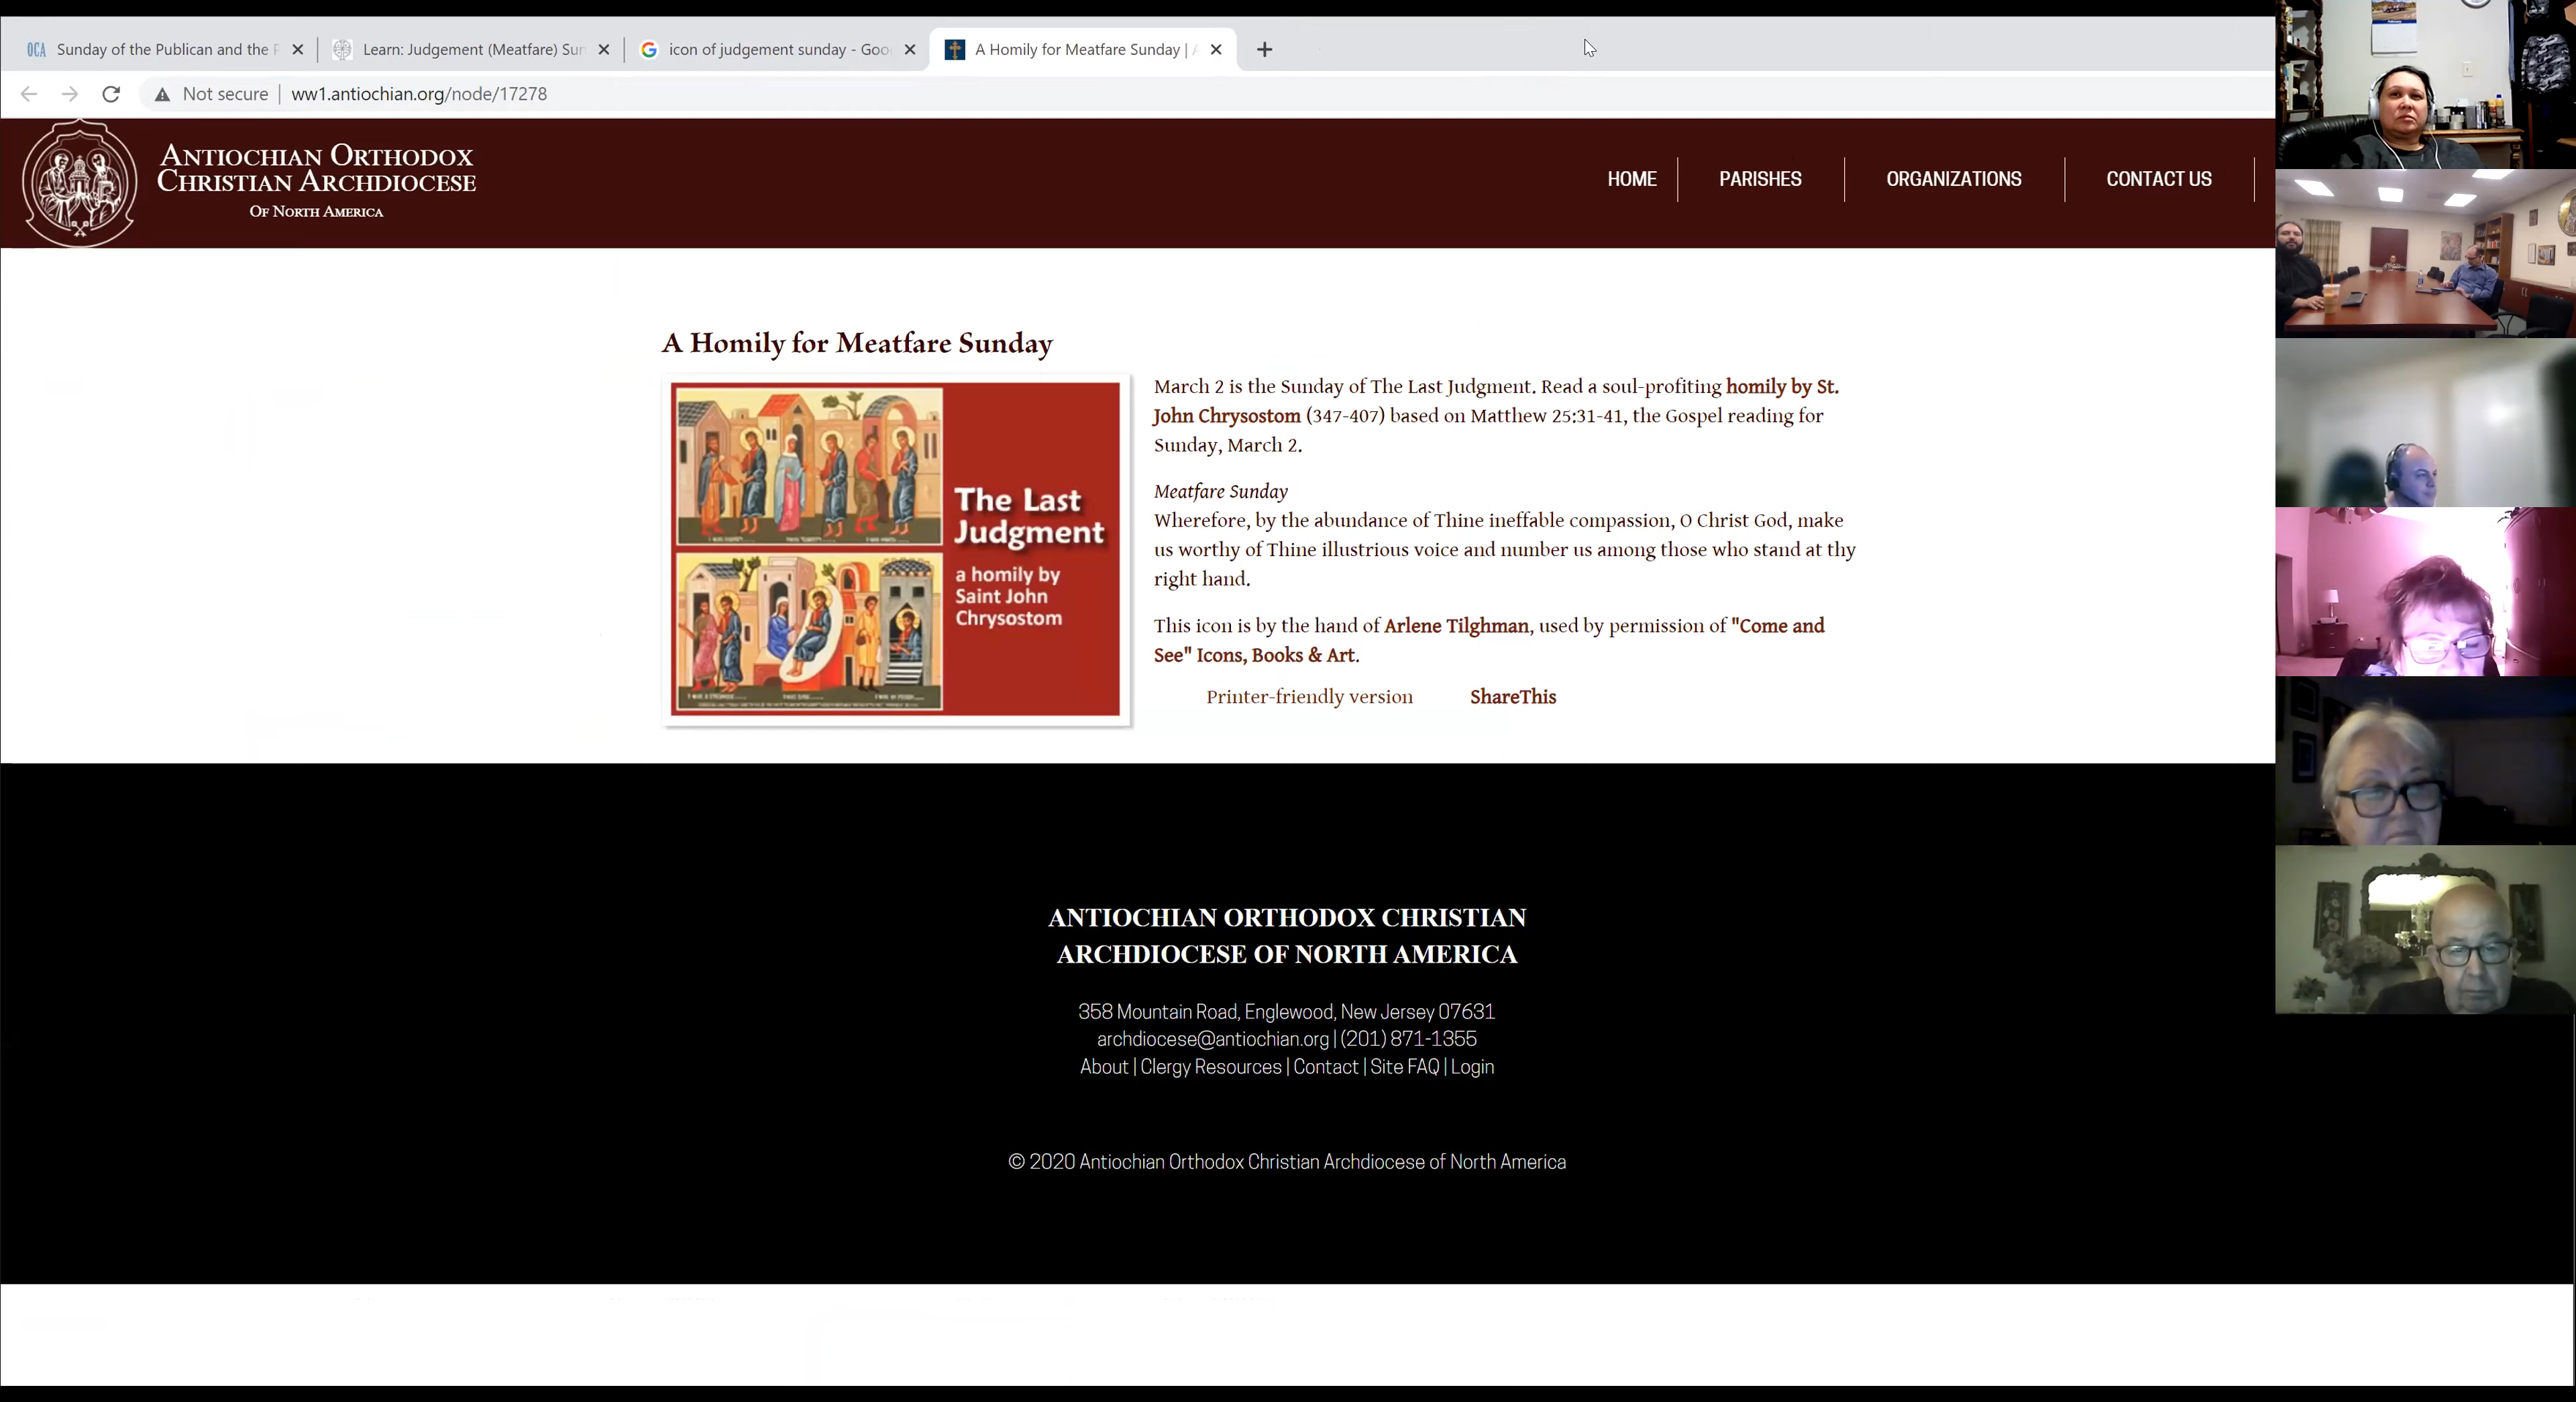 OCA Sunday of the Publican and the P
Learn: Judgement (Meatfare) Sun
icon of judgement sunday - Goo
A Homily for Meatfare Sunday | A
Not secure | ww1.antiochian.org/node/17278
ANTIOCHIAN ORTHODOX
CHRISTIAN ARCHDIOCESE
OF NORTH AMERICA
HOME
PARISHES
ORGANIZATIONS
CONTACT US
A Homily for Meatfare Sunday
The Last
Judgment
a homily by
Saint John
Chrysostom
March 2 is the Sunday of The Last Judgment. Read a soul-profiting homily by St.
John Chrysostom (347-407) based on Matthew 25:31-41, the Gospel reading for
Sunday, March 2.
Meatfare Sunday
Wherefore, by the abundance of Thine ineffable compassion, O Christ God, make
us worthy of Thine illustrious voice and number us among those who stand at thy
right hand.
This icon is by the hand of Arlene Tilghman, used by permission of "Come and
See" Icons, Books & Art.
Printer-friendly version ShareThis
ANTIOCHIAN ORTHODOX CHRISTIAN
ARCHDIOCESE OF NORTH AMERICA
358 Mountain Road, Englewood, New Jersey 07631
archdiocese@antiochian.org | (201) 871-1355
About | Clergy Resources | Contact | Site FAQ | Login
© 2020 Antiochian Orthodox Christian Archdiocese of North America